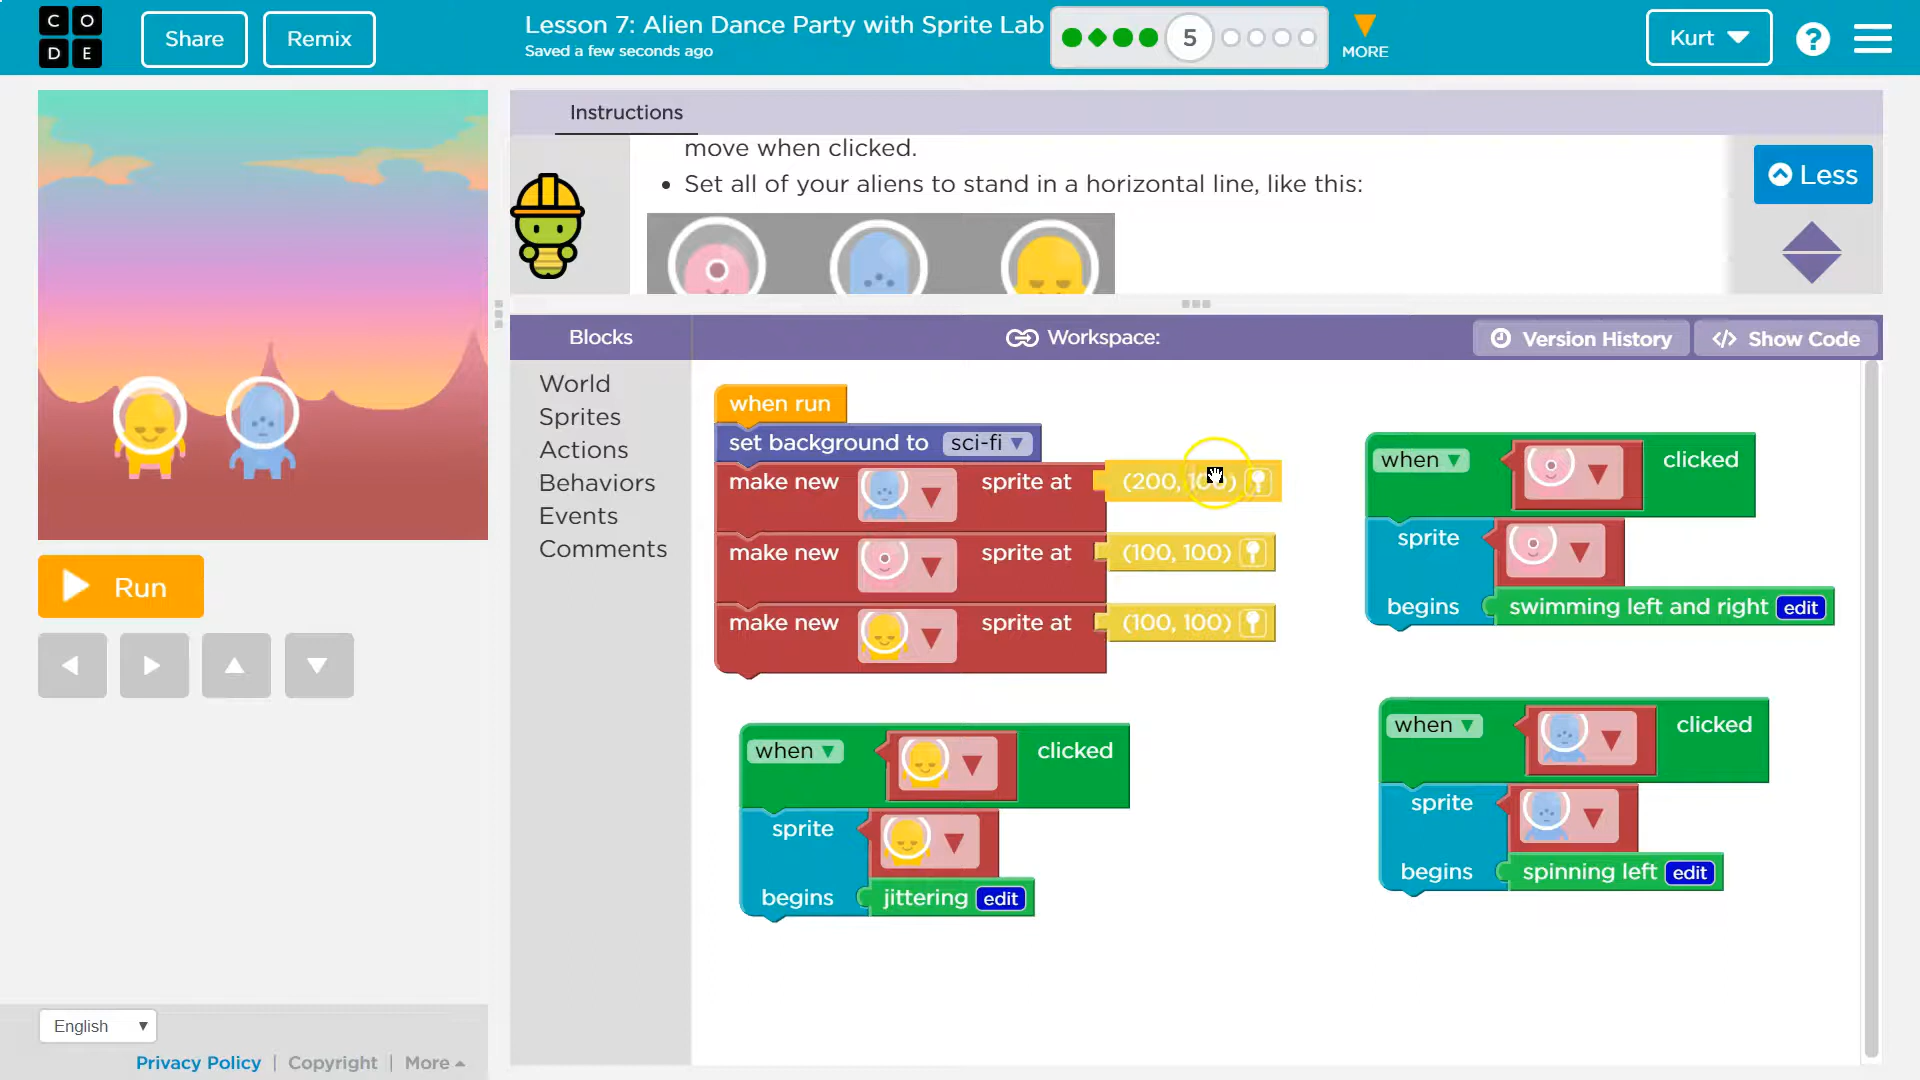 C O
D E
Share
Remix
Lesson 7: Alien Dance Party with Sprite Lab
Saved a few seconds ago
5
MORE
Kurt
?
Instructions
move when clicked.
• Set all of your aliens to stand in a horizontal line, like this:
Less
Blocks
Workspace:
Version History
</> Show Code
World
Sprites
Actions
Behaviors
Events
Comments
when run
set background to sci-fi
make new sprite at (200, 100)
make new sprite at (100, 100)
make new sprite at (100, 100)
when clicked
sprite
begins swimming left and right edit
when clicked
sprite
begins jittering edit
when clicked
sprite
begins spinning left edit
Run
English
Privacy Policy | Copyright | More